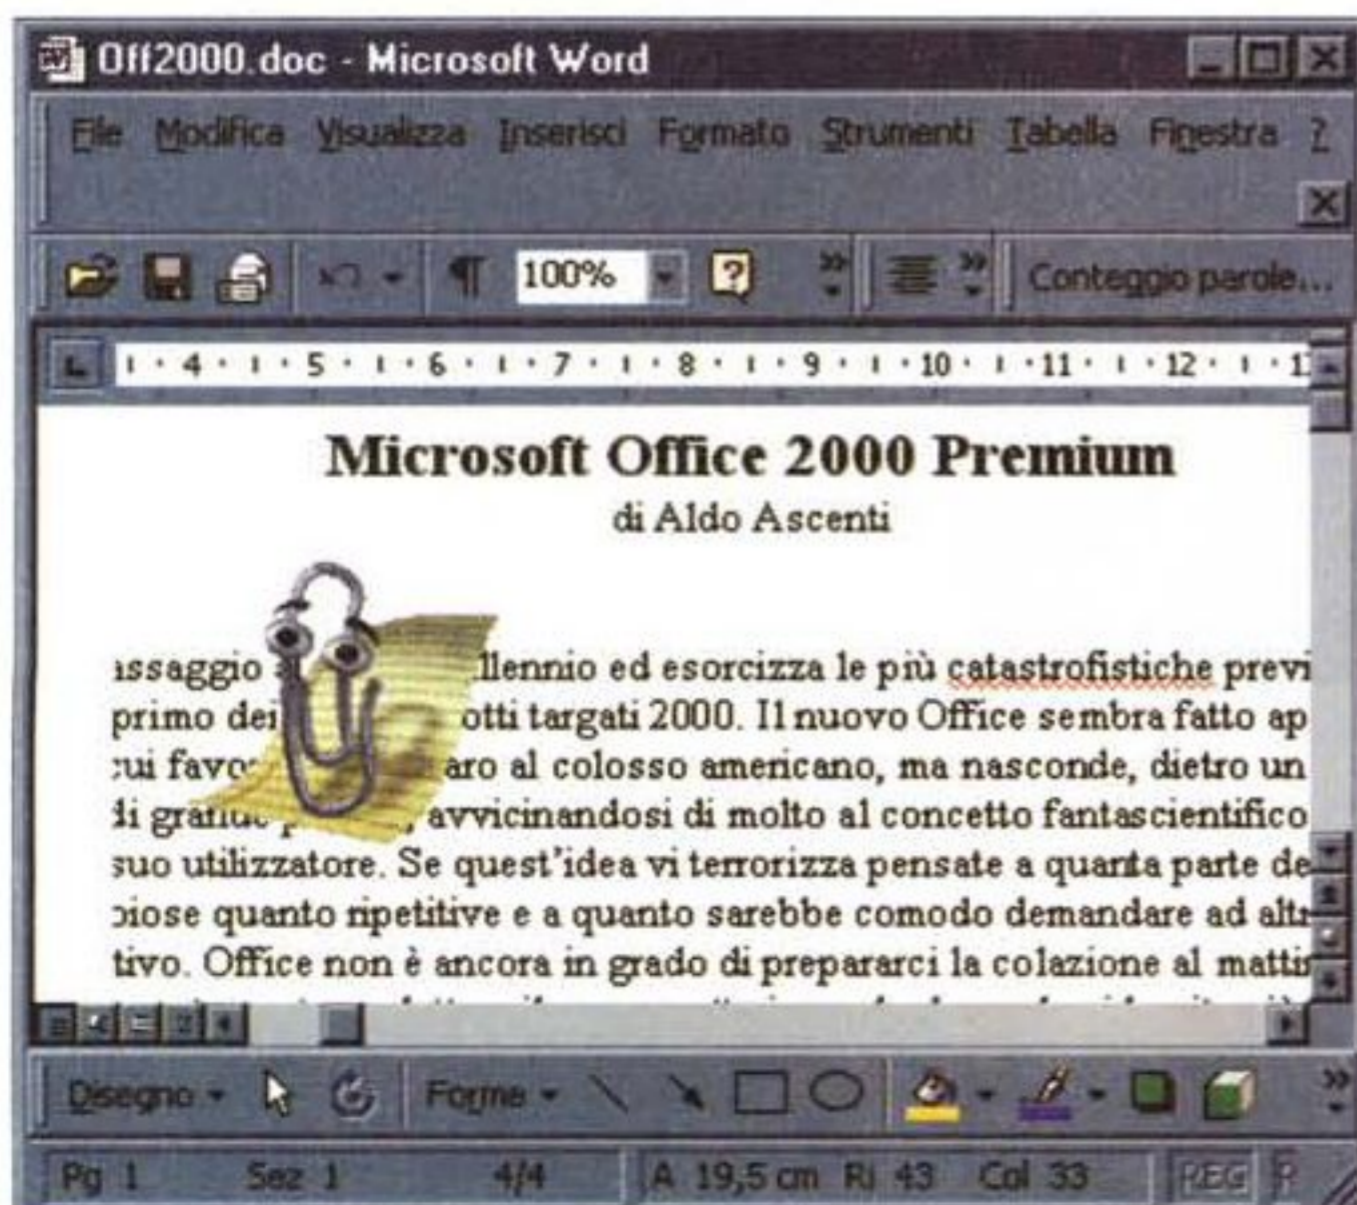 Off2000.doc - Microsoft Word
File Modifica Visualizza Inserisci Formato Strumenti Tabella Finestra ?
100% Conteggio parole...
4 5 6 7 8 9 10 11 12
Microsoft Office 2000 Premium
di Aldo Ascenti
assaggio llennio ed esorcizza le più catastrofistiche previ
primo dei otti targati 2000. Il nuovo Office sembra fatto ap
cui favo aro al colosso americano, ma nasconde, dietro un
di grande , avvicinandosi di molto al concetto fantascientifico
suo utilizzatore. Se quest'idea vi terrorizza pensate a quanta parte de
biose quanto ripetitive e a quanto sarebbe comodo demandare ad altr
tivo. Office non è ancora in grado di prepararci la colazione al mattin
Disegno Forme
Pg 1 Sez 1 4/4 A 19,5 cm Ri 43 Col 33 REG R